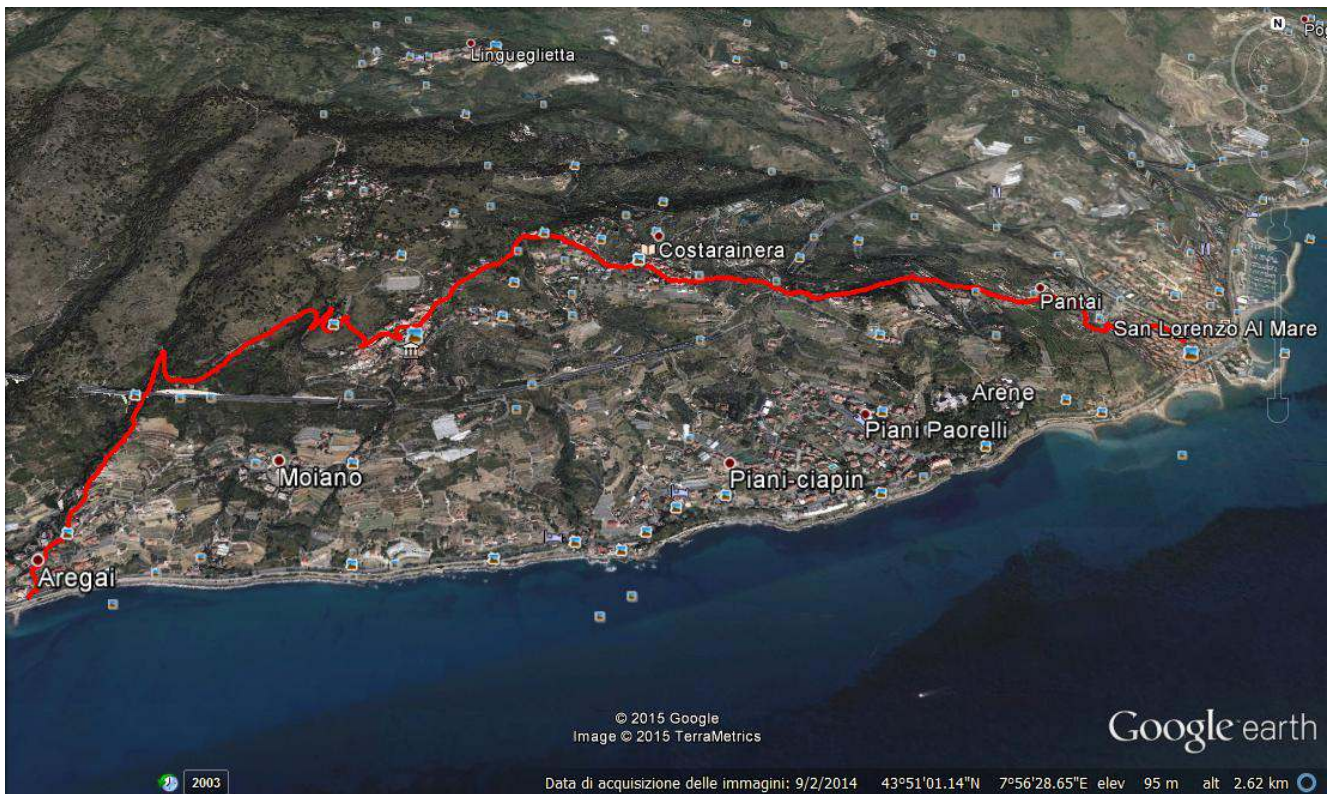 N
Pog
Lingueglietta
Costarainera
Pantai
San Lorenzo Al Mare
Arene
Piani Paorelli
Moiano
Piani-ciapin
Aregai
© 2015 Google
Image © 2015 TerraMetrics
Google earth
2003
Data di acquisizione delle immagini: 9/2/2014 43°51'01.14"N 7°56'28.65"E elev 95 m alt 2.62 km